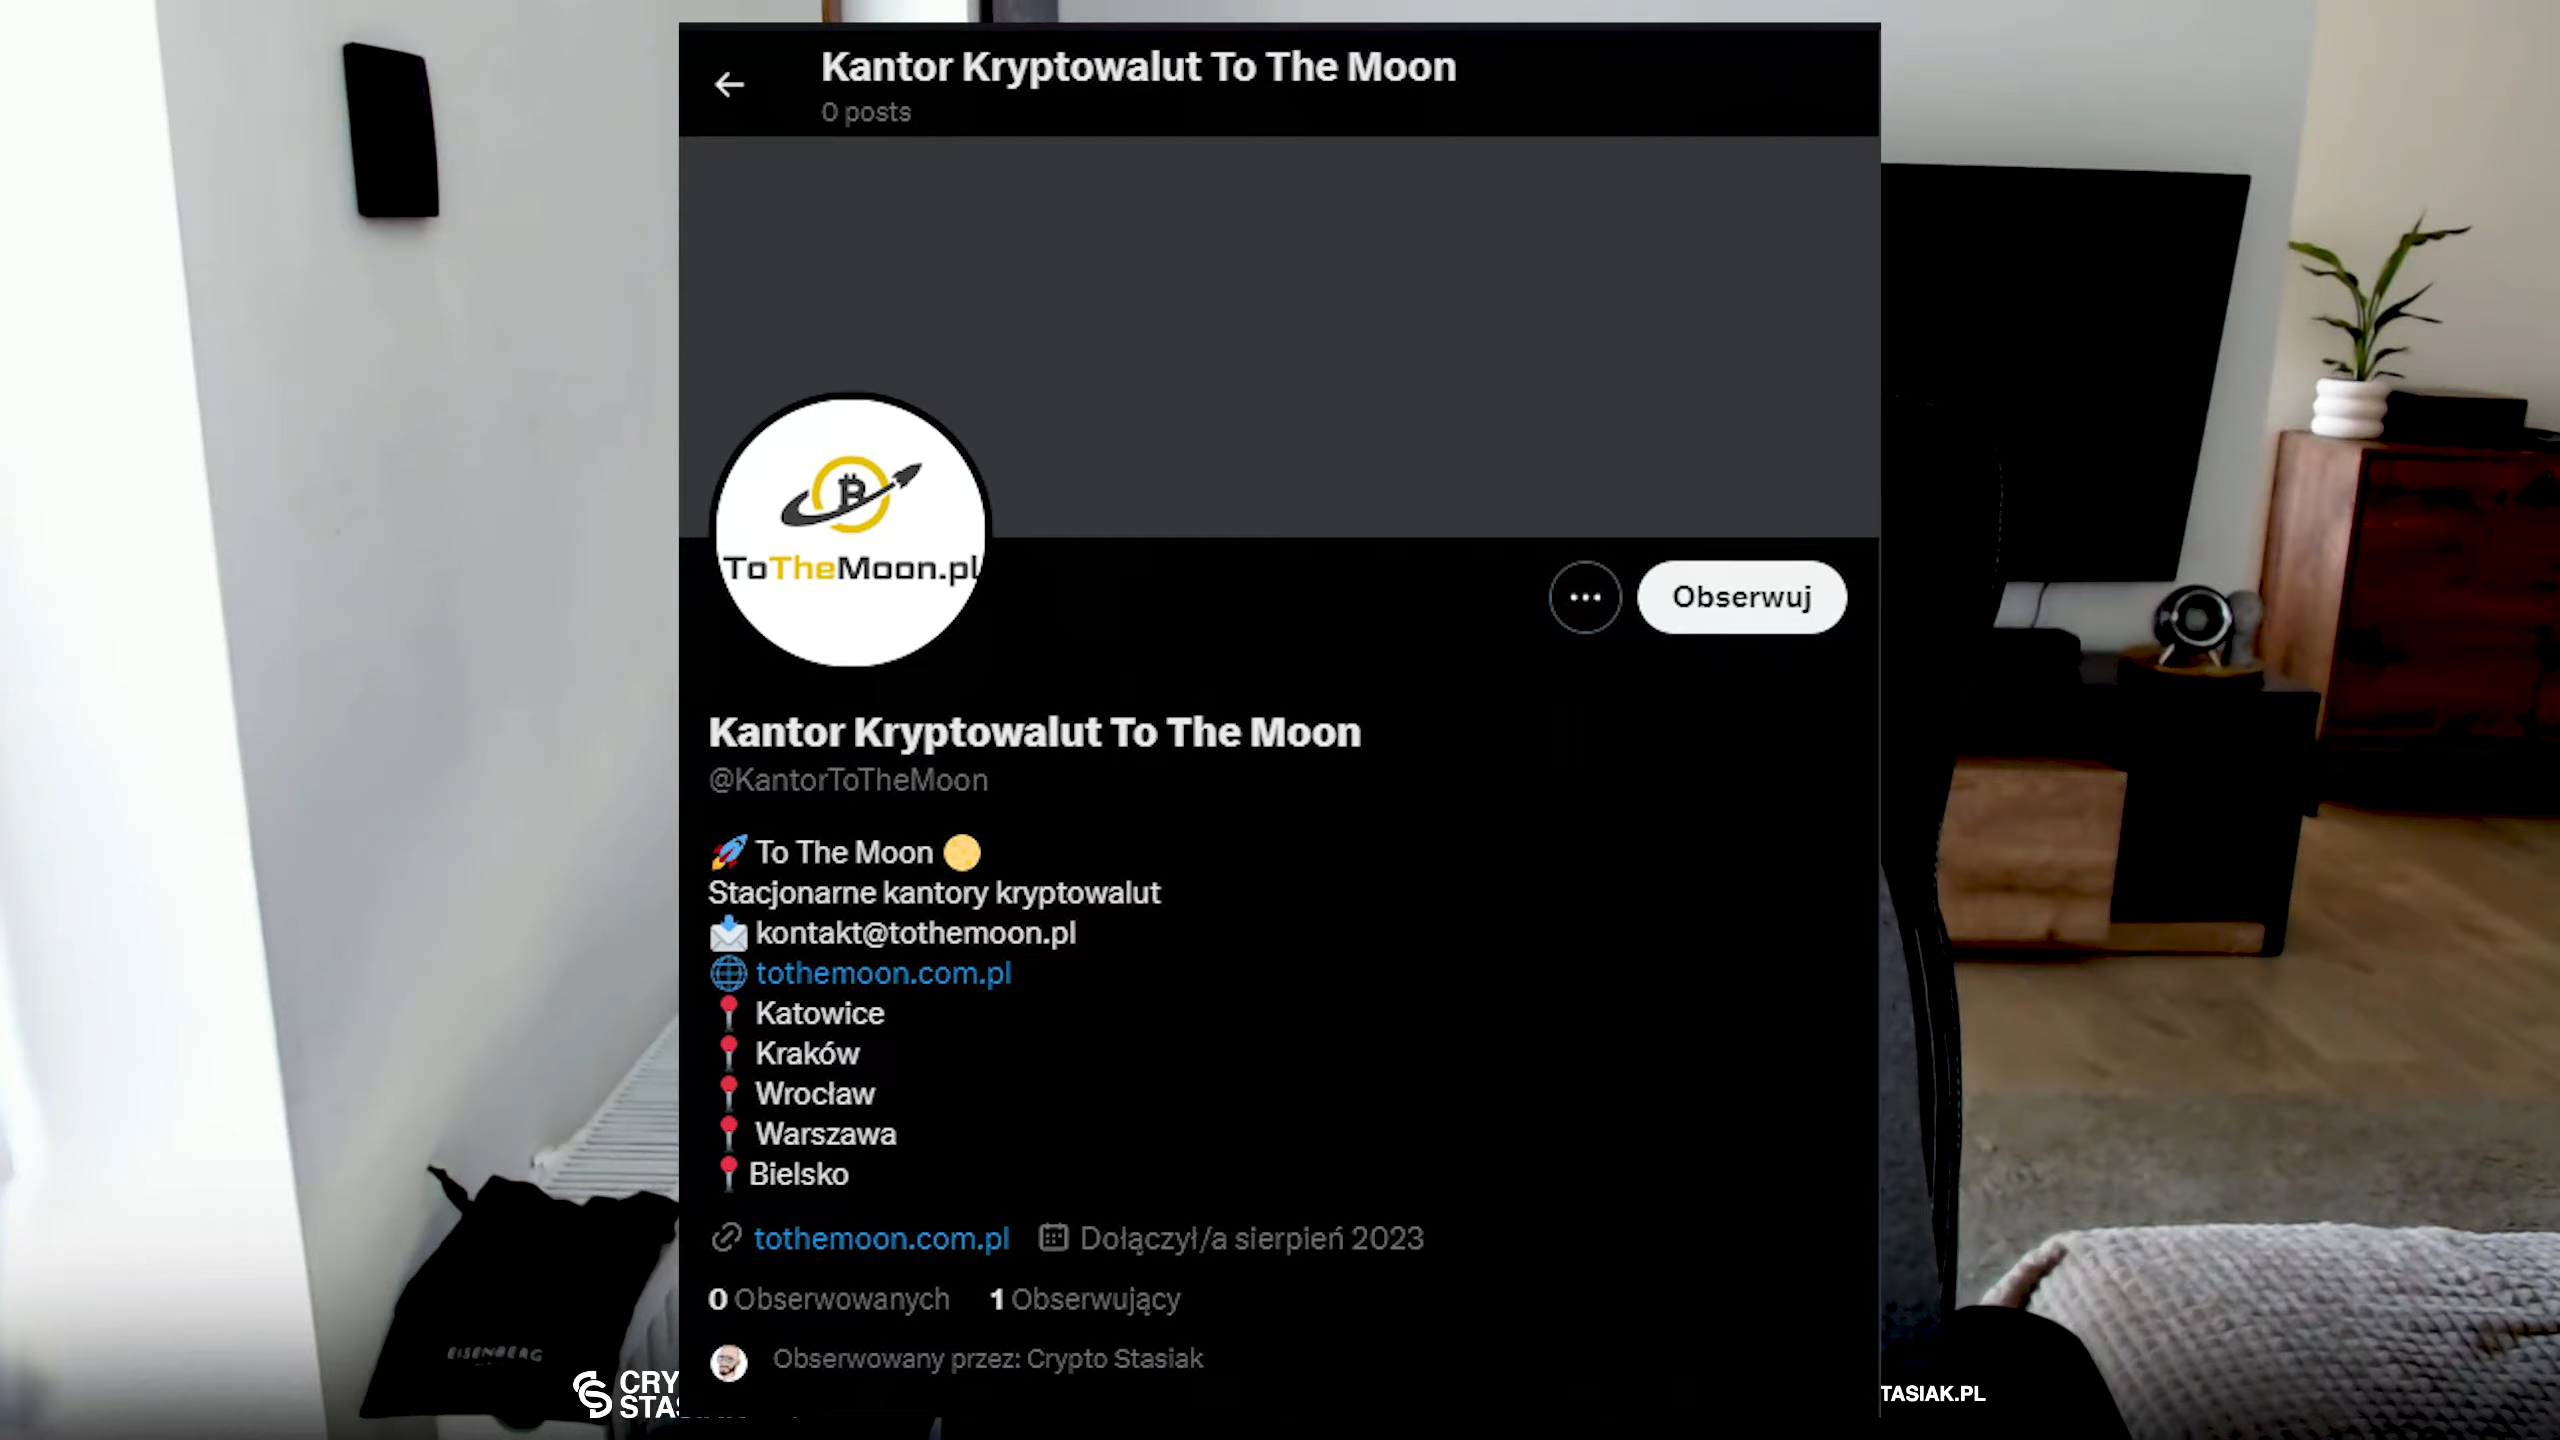 Kantor Kryptowalut To The Moon
0 posts
ToTheMoon.pl
Obserwuj
Kantor Kryptowalut To The Moon
@KantorToTheMoon
🚀 To The Moon 🌕
Stacjonarne kantory kryptowalut
📩 kontakt@tothemoon.pl
🌐 tothemoon.com.pl
📍 Katowice
📍 Kraków
📍 Wrocław
📍 Warszawa
📍Bielsko
tothemoon.com.pl Dołączył/a sierpień 2023
0 Obserwowanych 1 Obserwujący
Obserwowany przez: Crypto Stasiak
EISENBERG
CRY
STAS
TASIAK.PL